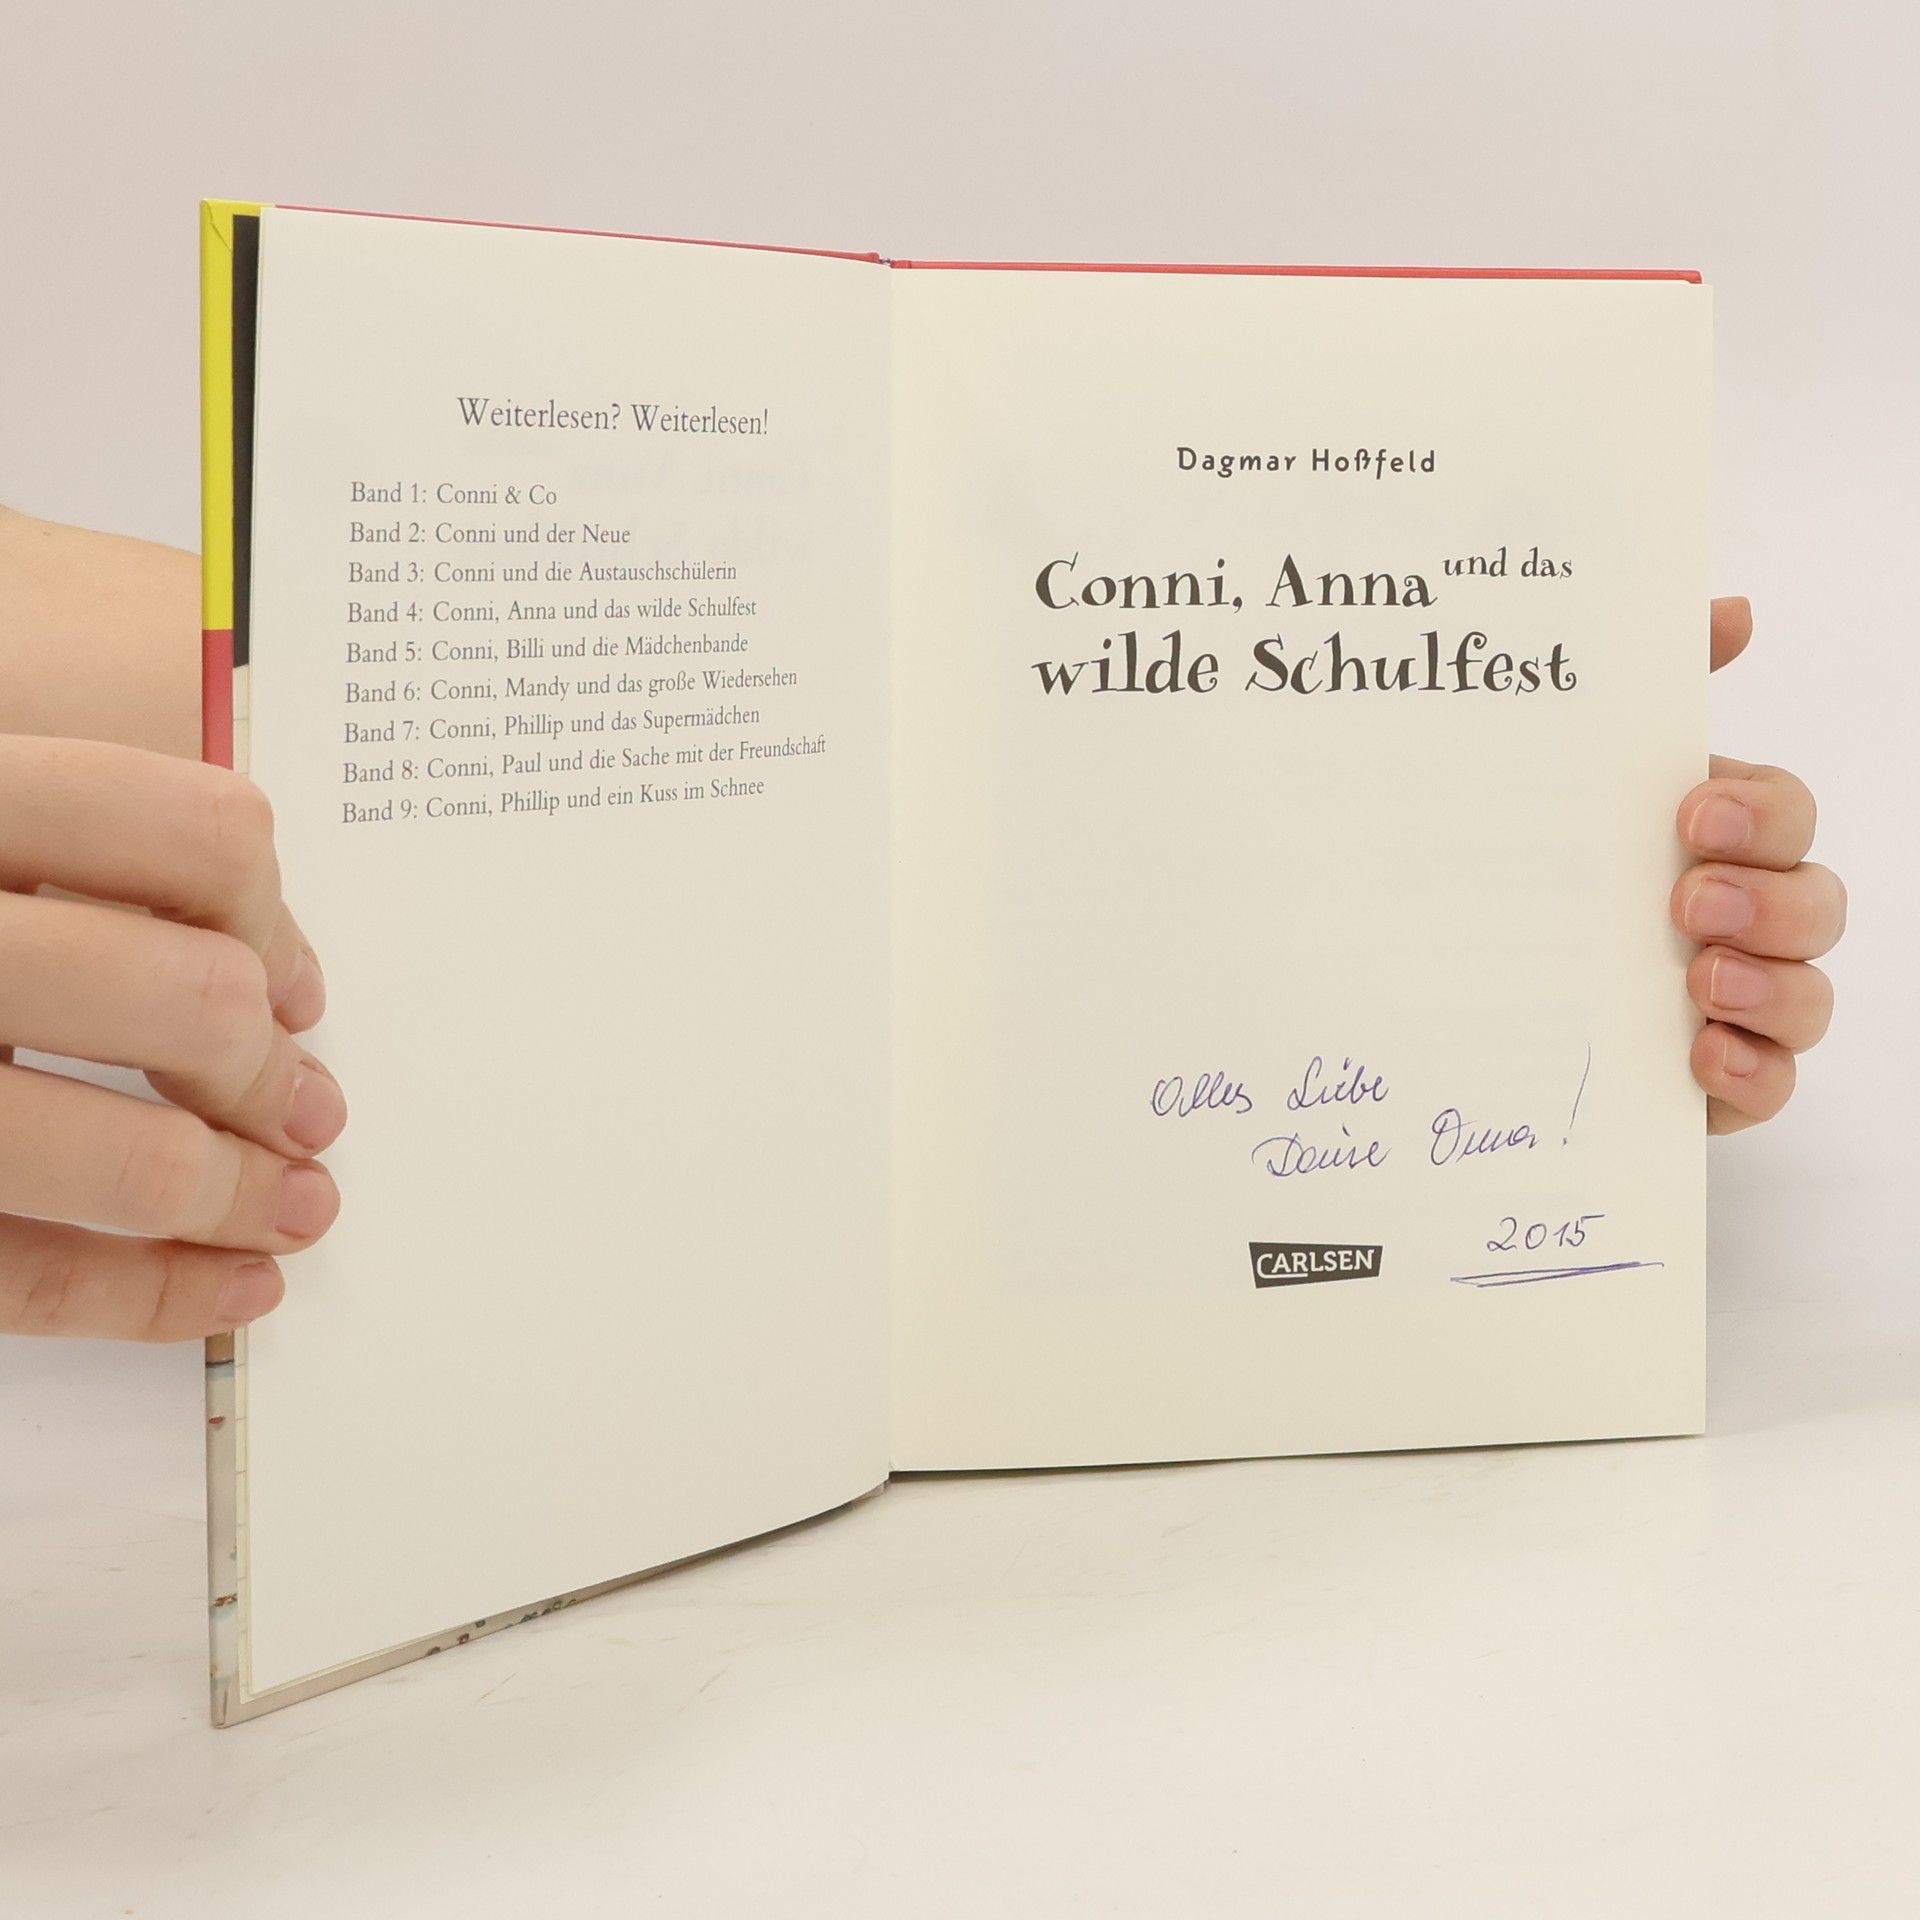 Weiterlesen? Weiterlesen!
Band 1: Conni & Co
Band 2: Conni und der Neue
Band 3: Conni und die Austauschschülerin
Band 4: Conni, Anna und das wilde Schulfest
Band 5: Conni, Billi und die Mädchenbande
Band 6: Conni, Mandy und das große Wiedersehen
Band 7: Conni, Phillip und das Supermädchen
Band 8: Conni, Paul und die Sache mit der Freundschaft
Band 9: Conni, Phillip und ein Kuss im Schnee
Dagmar Hoßfeld
Conni, Anna und das
wilde Schulfest
Alles Liebe
Deine Oma!
2015
CARLSEN